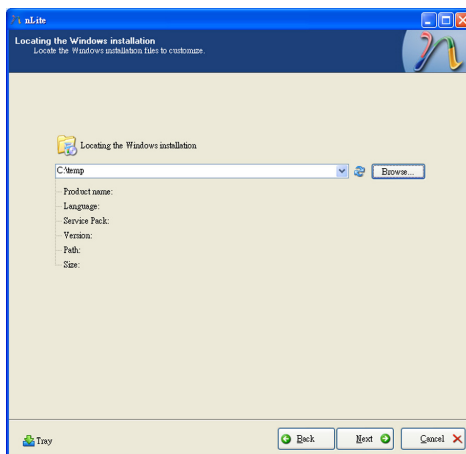 nLite
Locating the Windows installation
Locate the Windows installation files to customize.
Locating the Windows installation
C:\temp
Browse...
Product name:
Language:
Service Pack:
Version:
Path:
Size:
Tray
Back
Next
Cancel